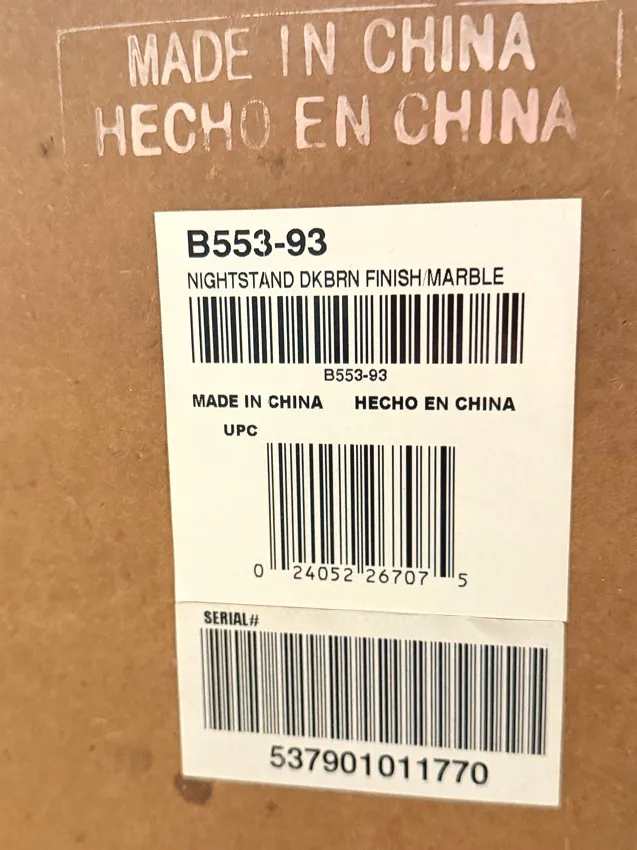 MADE IN CHINA
HECHO EN CHINA
B553-93
NIGHTSTAND DKBRN FINISH/MARBLE
B553-93
MADE IN CHINA HECHO EN CHINA
UPC
0 24052 26707 5
SERIAL#
537901011770